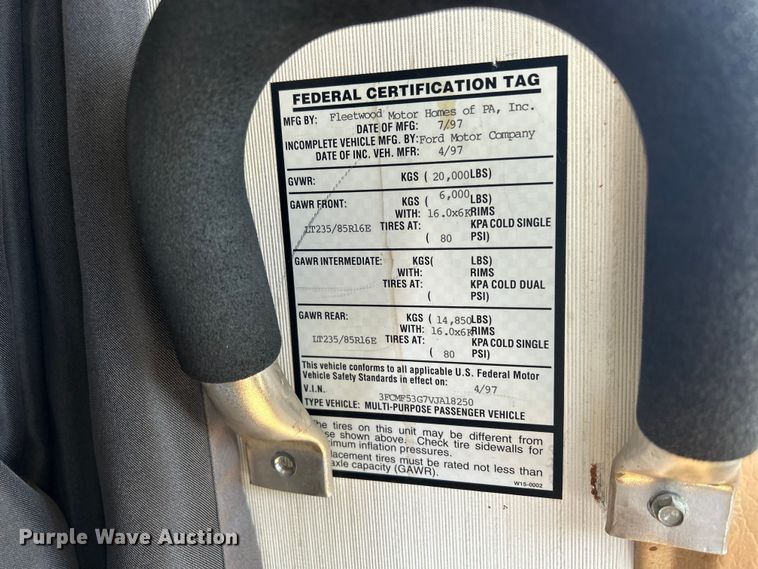 FEDERAL CERTIFICATION TAG
MFG BY: Fleetwood Motor Homes of PA, Inc.
DATE OF MFG: 7/97
INCOMPLETE VEHICLE MFG. BY: Ford Motor Company
DATE OF INC. VEH. MFR: 4/97
GVWR: KGS ( 20,000 LBS)
GAWR FRONT: KGS ( 6,000 LBS)
WITH: 16.0x6K RIMS
LT235/85R16E TIRES AT: KPA COLD SINGLE
( 80 PSI)
GAWR INTERMEDIATE: KGS( LBS)
WITH: RIMS
TIRES AT: KPA COLD DUAL
( PSI)
GAWR REAR: KGS ( 14,850 LBS)
WITH: 16.0x6K RIMS
LT235/85R16E TIRES AT: KPA COLD SINGLE
( 80 PSI)
This vehicle conforms to all applicable U.S. Federal Motor
Vehicle Safety Standards in effect on: 4/97
V.I.N. 3FCMF53G7VJA18250
TYPE VEHICLE: MULTI-PURPOSE PASSENGER VEHICLE
he tires on this unit may be different from
se shown above. Check tire sidewalls for
imum inflation pressures.
lacement tires must be rated not less than
axle capacity (GAWR).
W15-0002
Purple Wave Auction